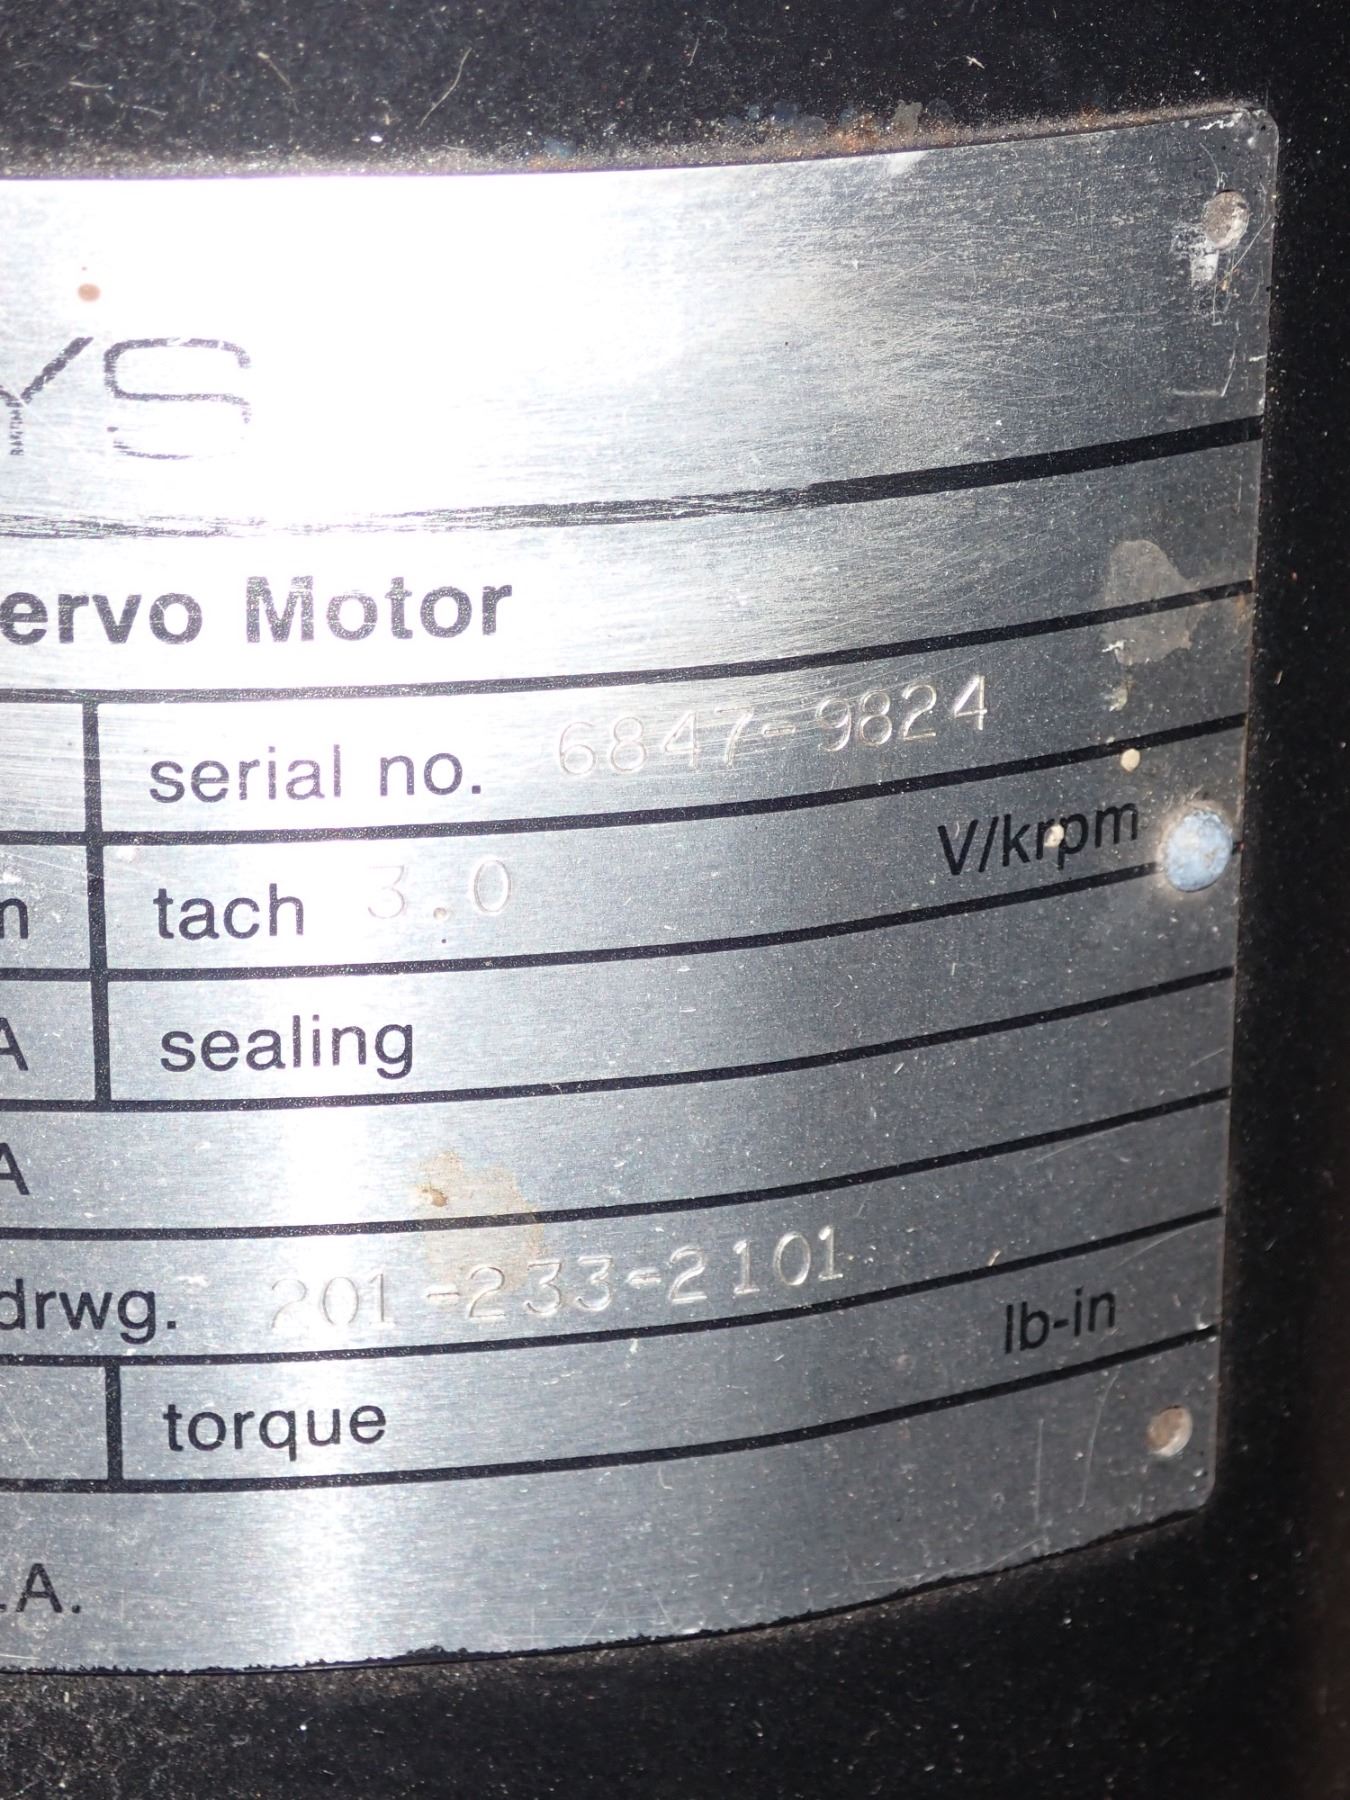 YS
ervo Motor
serial no. 6847-9824
m tach 3.0 V/krpm
A sealing
A
drwg. 201-233-2101
torque lb-in
.A.